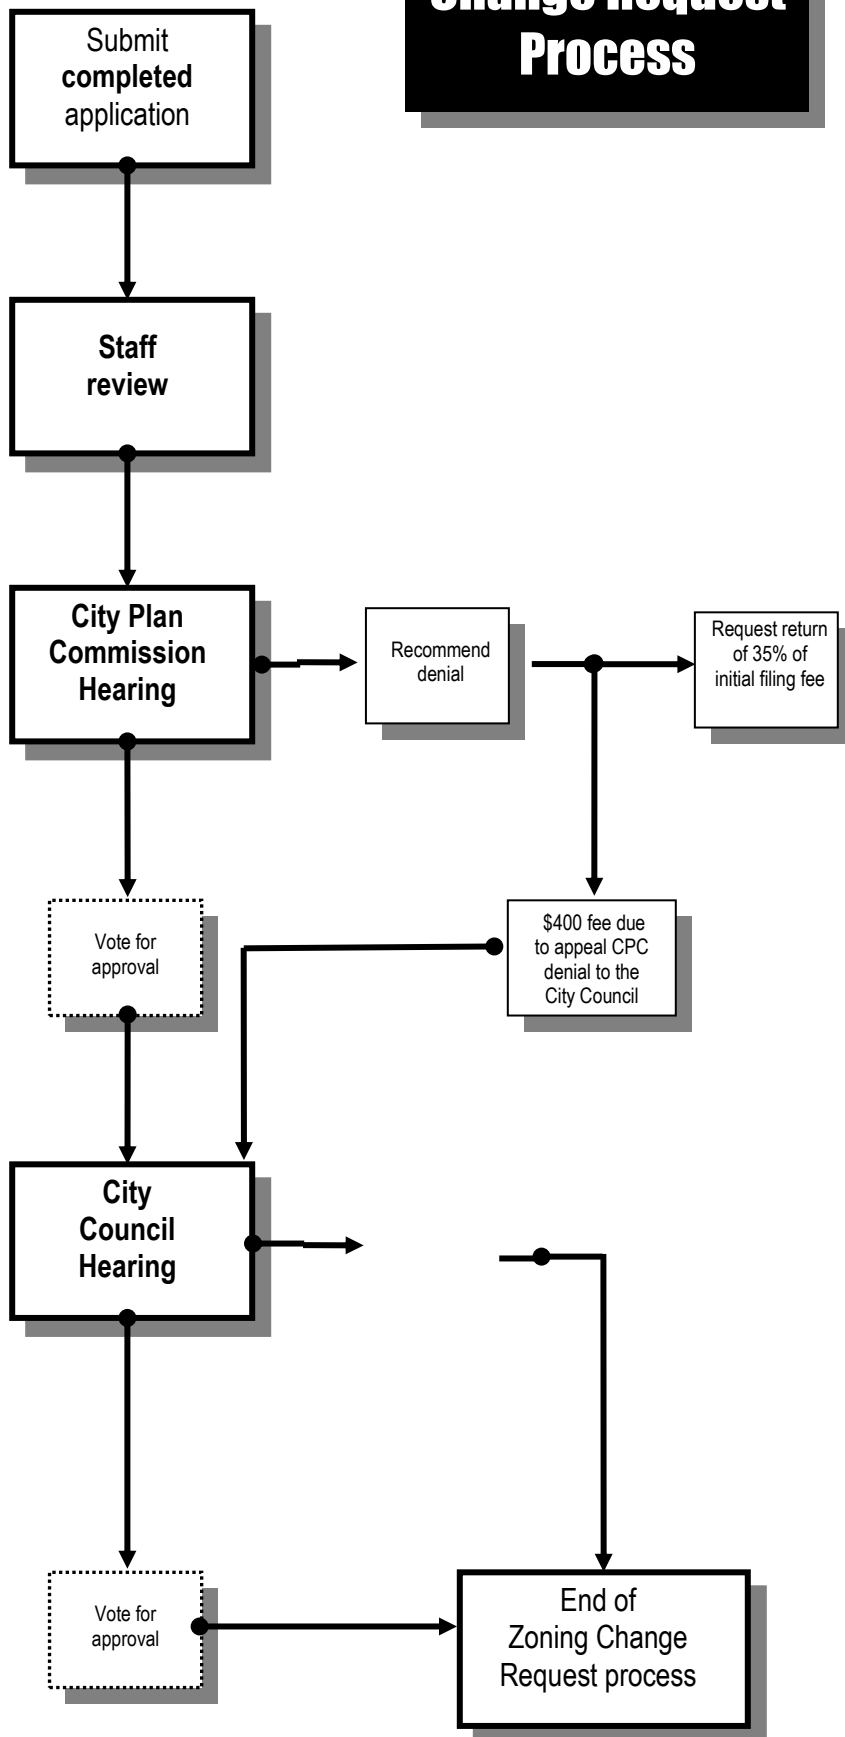 Change Request
Process
Submit
completed
application
Staff
review
City Plan
Commission
Hearing
Recommend
denial
Request return
of 35% of
initial filing fee
Vote for
approval
$400 fee due
to appeal CPC
denial to the
City Council
City
Council
Hearing
Vote for
approval
End of
Zoning Change
Request process